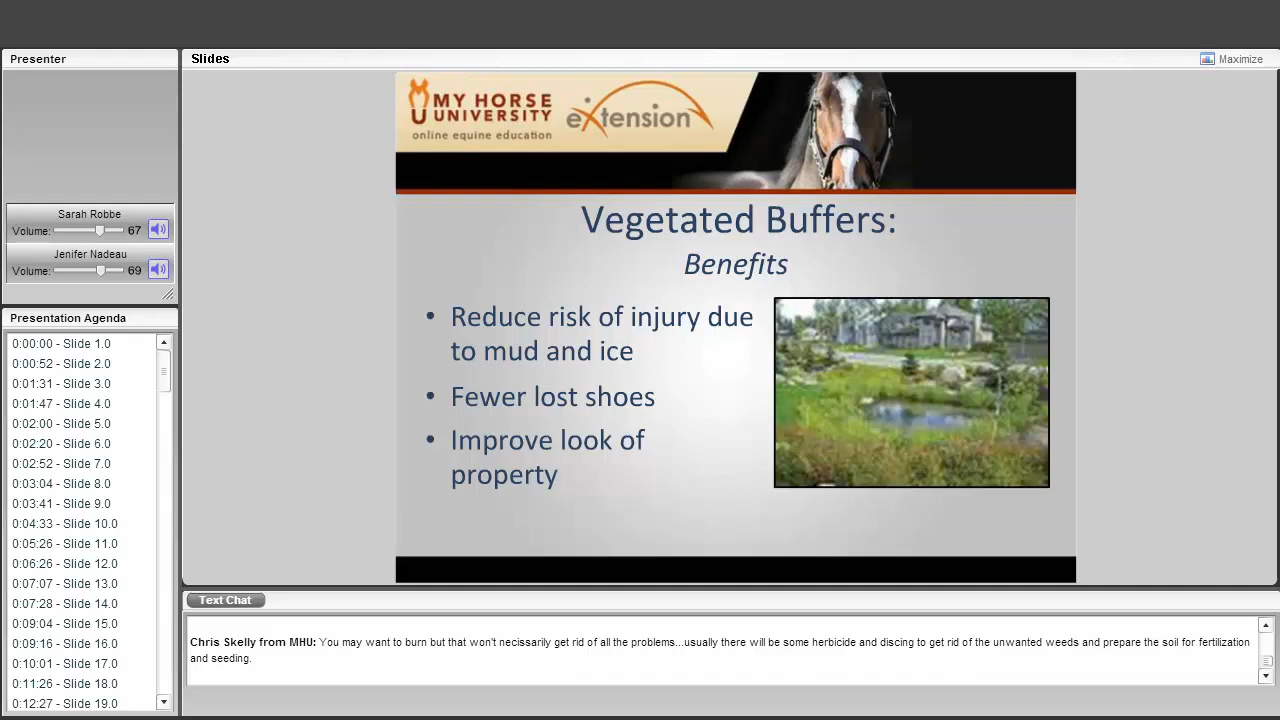 Presenter
Sarah Robbe
Volume: 67
Jenifer Nadeau
Volume: 69
Presentation Agenda
0:00:00 - Slide 1.0
0:00:52 - Slide 2.0
0:01:31 - Slide 3.0
0:01:47 - Slide 4.0
0:02:00 - Slide 5.0
0:02:20 - Slide 6.0
0:02:52 - Slide 7.0
0:03:04 - Slide 8.0
0:03:41 - Slide 9.0
0:04:33 - Slide 10.0
0:05:26 - Slide 11.0
0:06:26 - Slide 12.0
0:07:07 - Slide 13.0
0:07:28 - Slide 14.0
0:09:04 - Slide 15.0
0:09:16 - Slide 16.0
0:10:01 - Slide 17.0
0:11:26 - Slide 18.0
0:12:27 - Slide 19.0
Slides
Maximize
MY HORSE
UNIVERSITY
online equine education
eXtension
Vegetated Buffers:
Benefits
• Reduce risk of injury due
to mud and ice
• Fewer lost shoes
• Improve look of
property
Text Chat
Chris Skelly from MHU: You may want to burn but that won't necissarily get rid of all the problems...usually there will be some herbicide and discing to get rid of the unwanted weeds and prepare the soil for fertilization
and seeding.